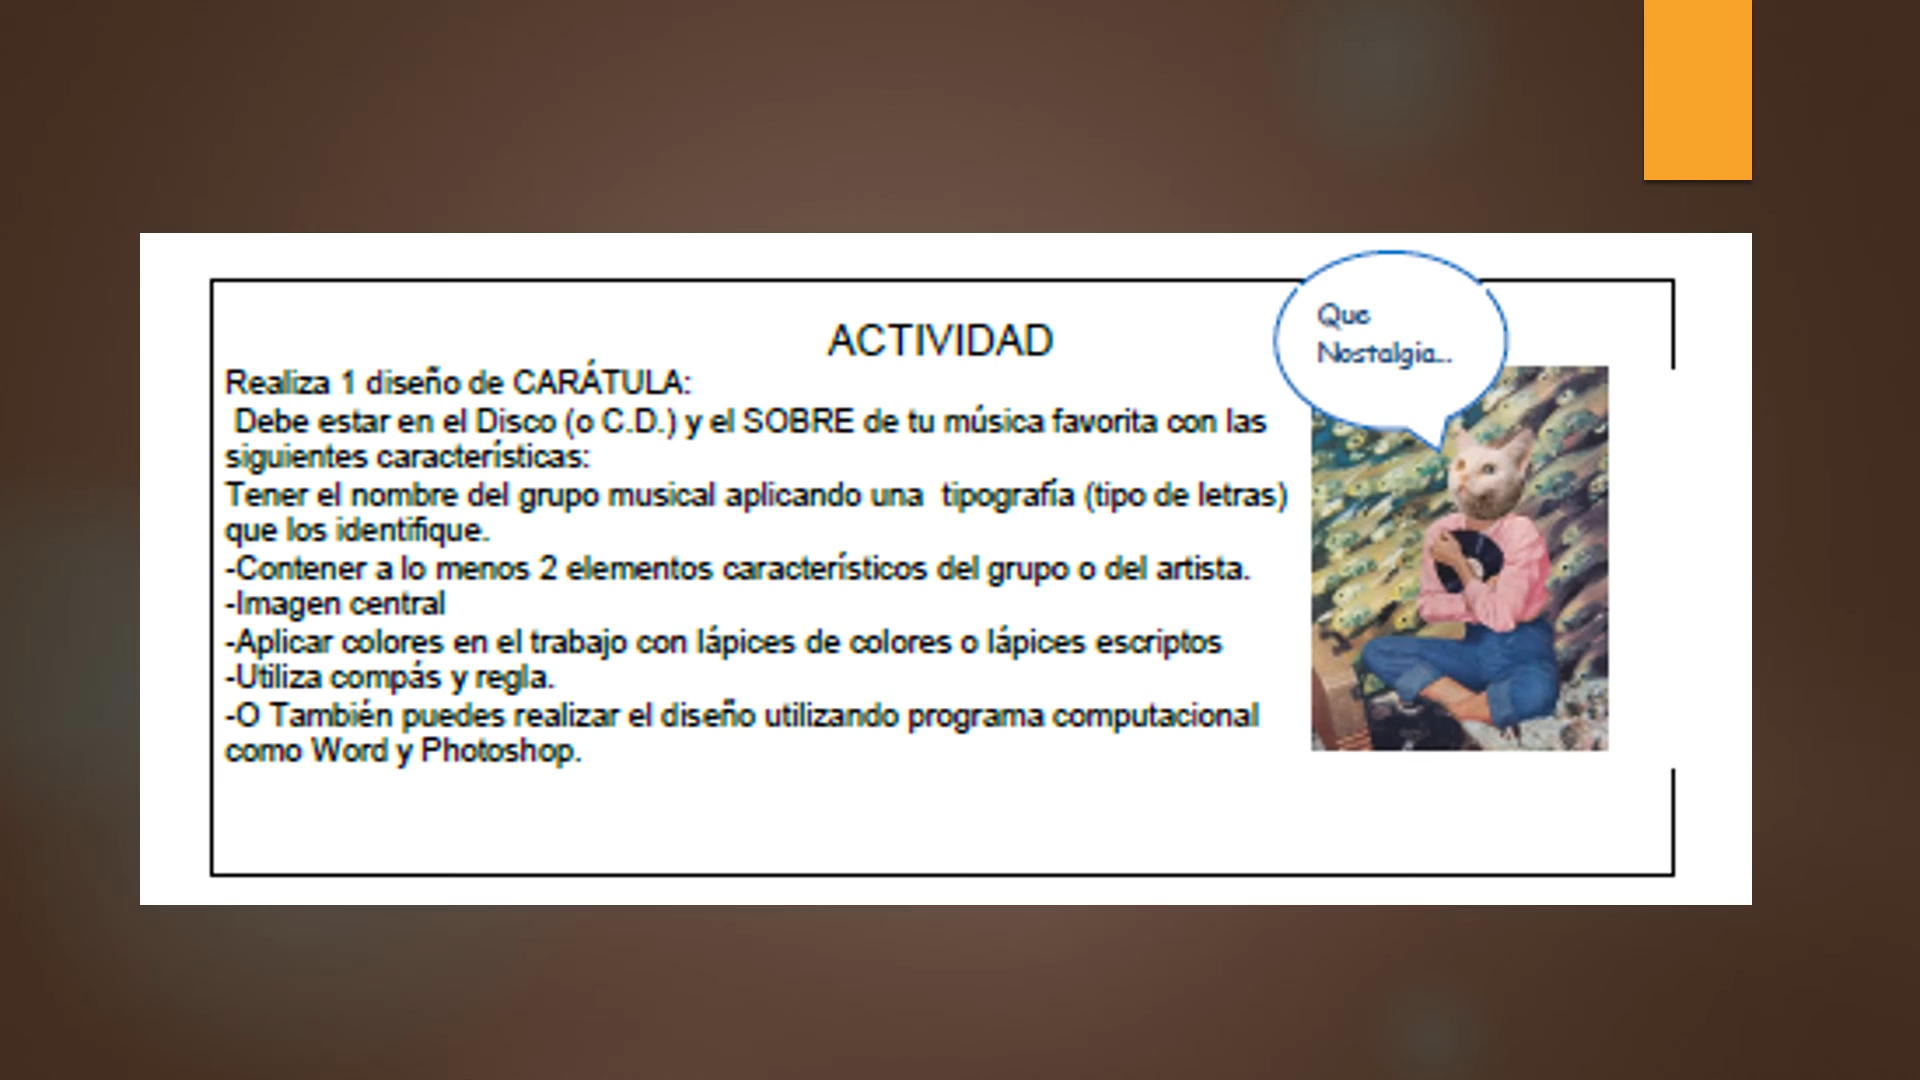 ACTIVIDAD
Realiza 1 diseño de CARÁTULA:
Debe estar en el Disco (o C.D.) y el SOBRE de tu música favorita con las
siguientes características:
Tener el nombre del grupo musical aplicando una tipografía (tipo de letras)
que los identifique.
-Contener a lo menos 2 elementos característicos del grupo o del artista.
-Imagen central
-Aplicar colores en el trabajo con lápices de colores o lápices escriptos
-Utiliza compás y regla.
-O También puedes realizar el diseño utilizando programa computacional
como Word y Photoshop.
Que
Nostalgia...